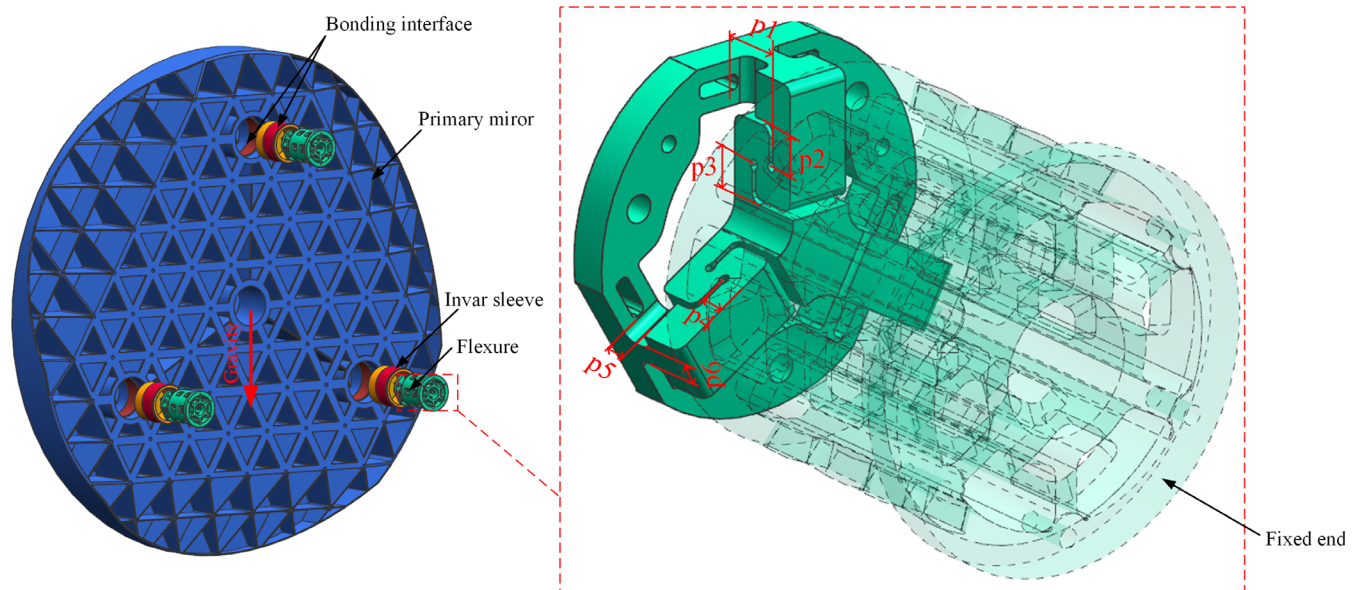 Bonding interface
Primary miror
Invar sleeve
Flexure
Gravity
p1
p2
p3
p4
p5
p6
Fixed end